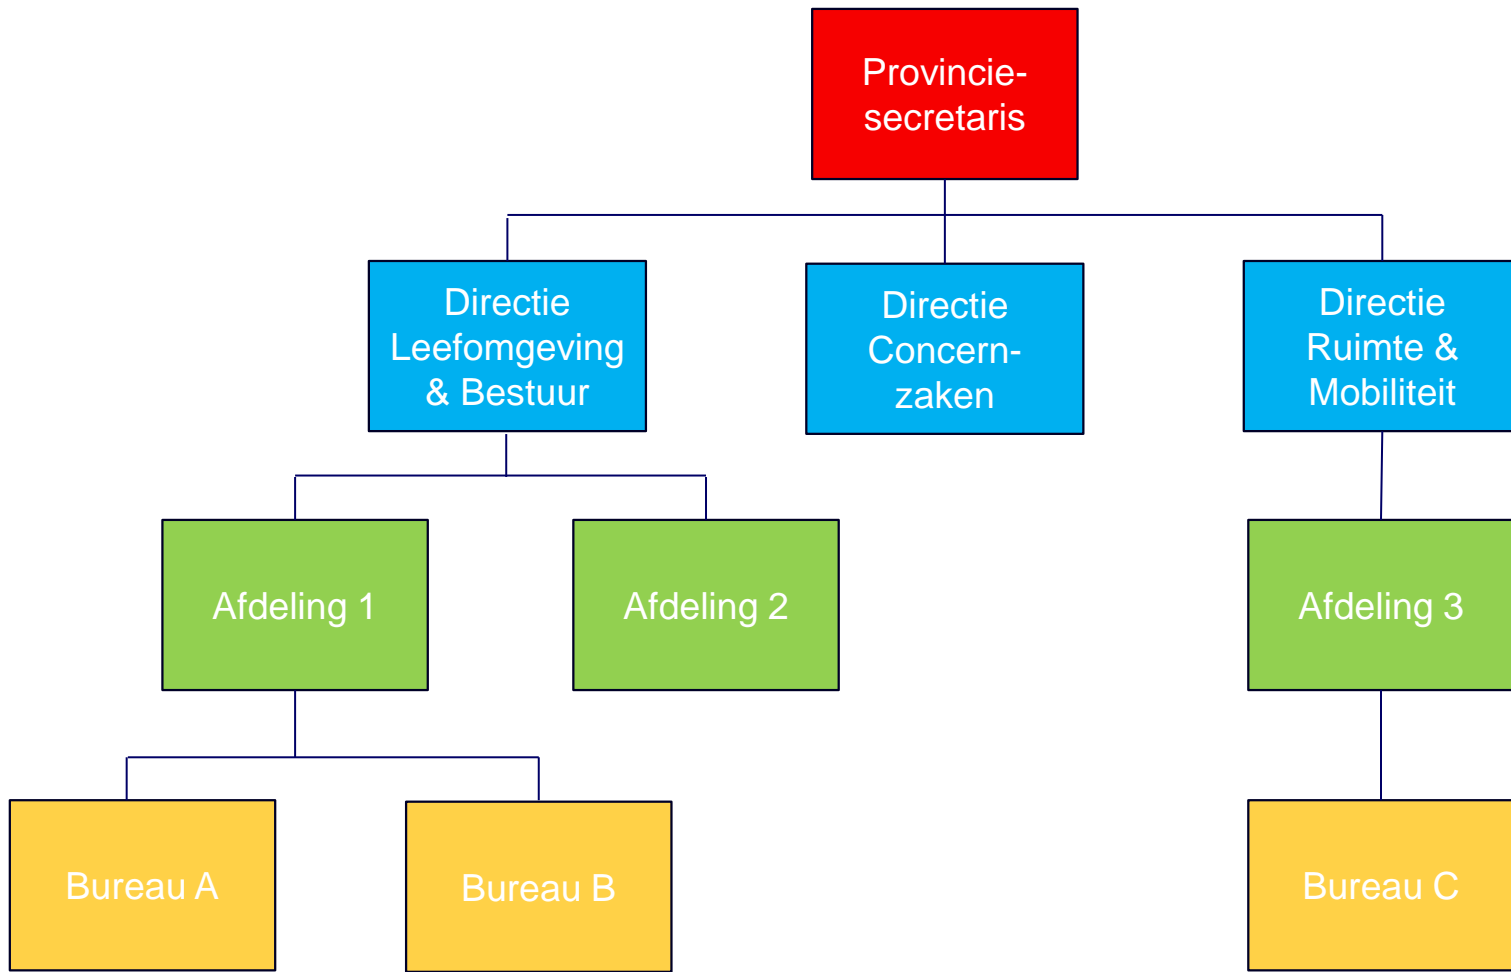 Provincie-
secretaris
Directie
Leefomgeving
& Bestuur
Directie
Concern-
zaken
Directie
Ruimte &
Mobiliteit
Afdeling 1
Afdeling 2
Afdeling 3
Bureau A
Bureau B
Bureau C